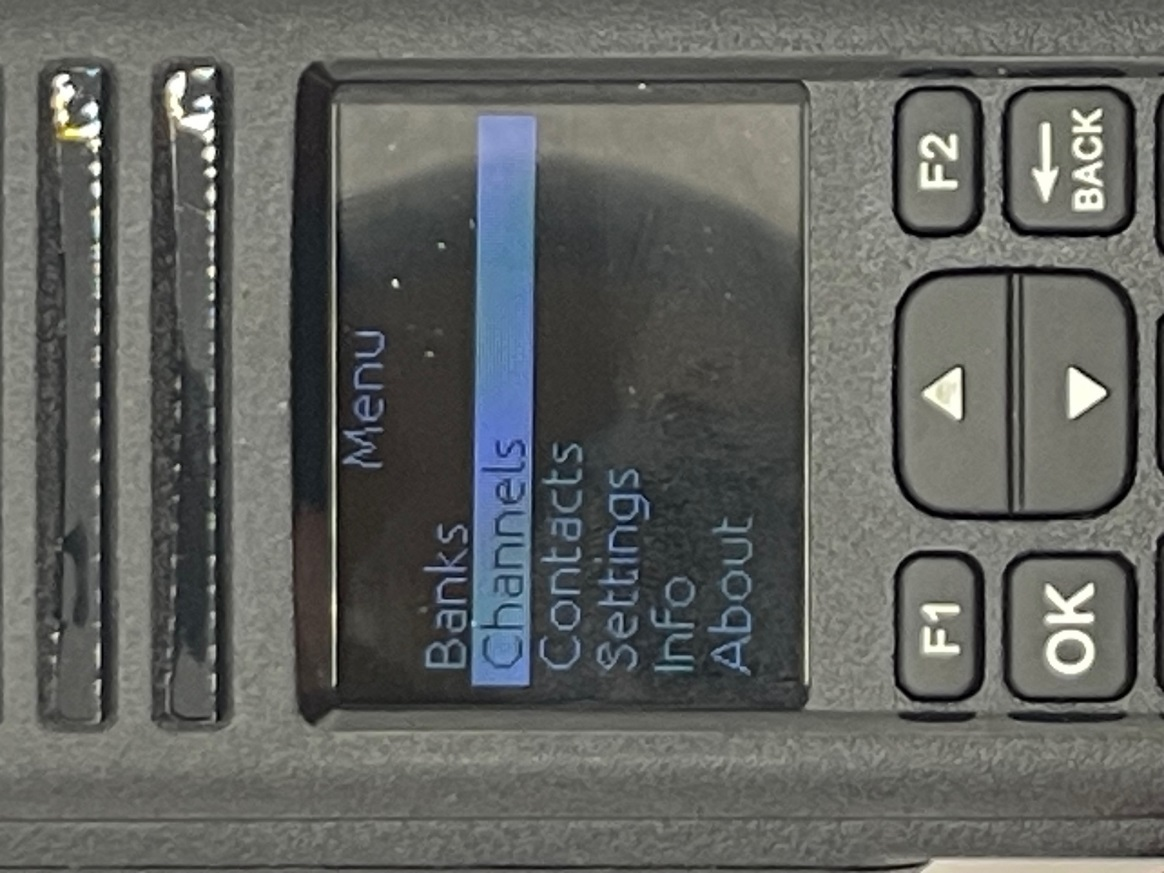 Menu
Banks
Channels
Contacts
Settings
Info
About
F1
F2
OK
BACK